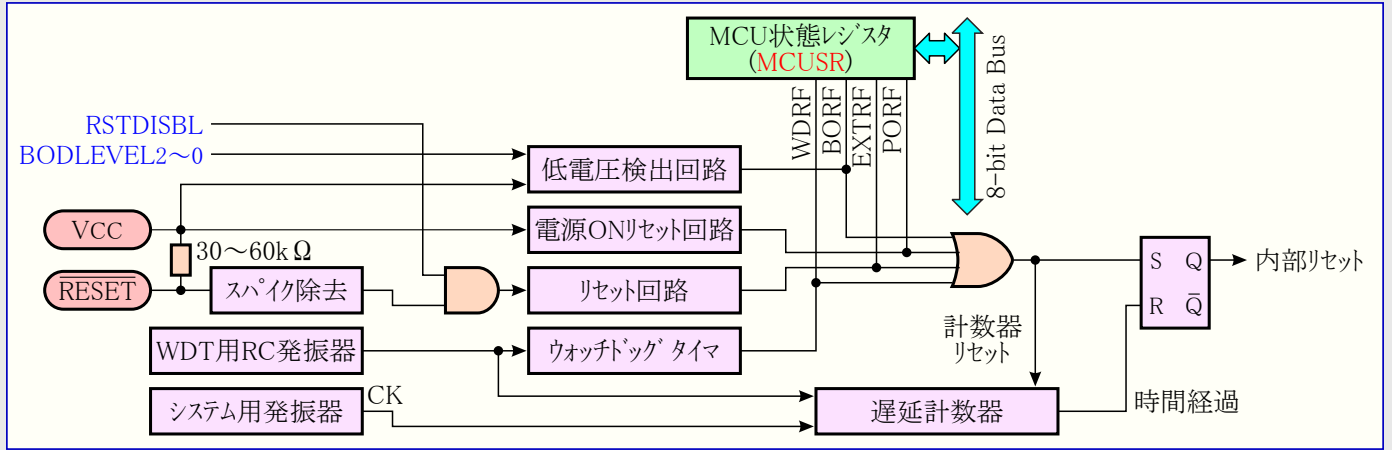 MCU状態レジスタ
(MCUSR)
8-bit Data Bus
WDRF
BORF
EXTRF
PORF
RSTDISBL
BODLEVEL2～0
低電圧検出回路
VCC
電源ONリセット回路
30～60kΩ
RESET
スパイク除去
リセット回路
S Q
内部リセット
R Q̅
WDT用RC発振器
ウォッチドッグ タイマ
計数器
リセット
システム用発振器
CK
遅延計数器
時間経過